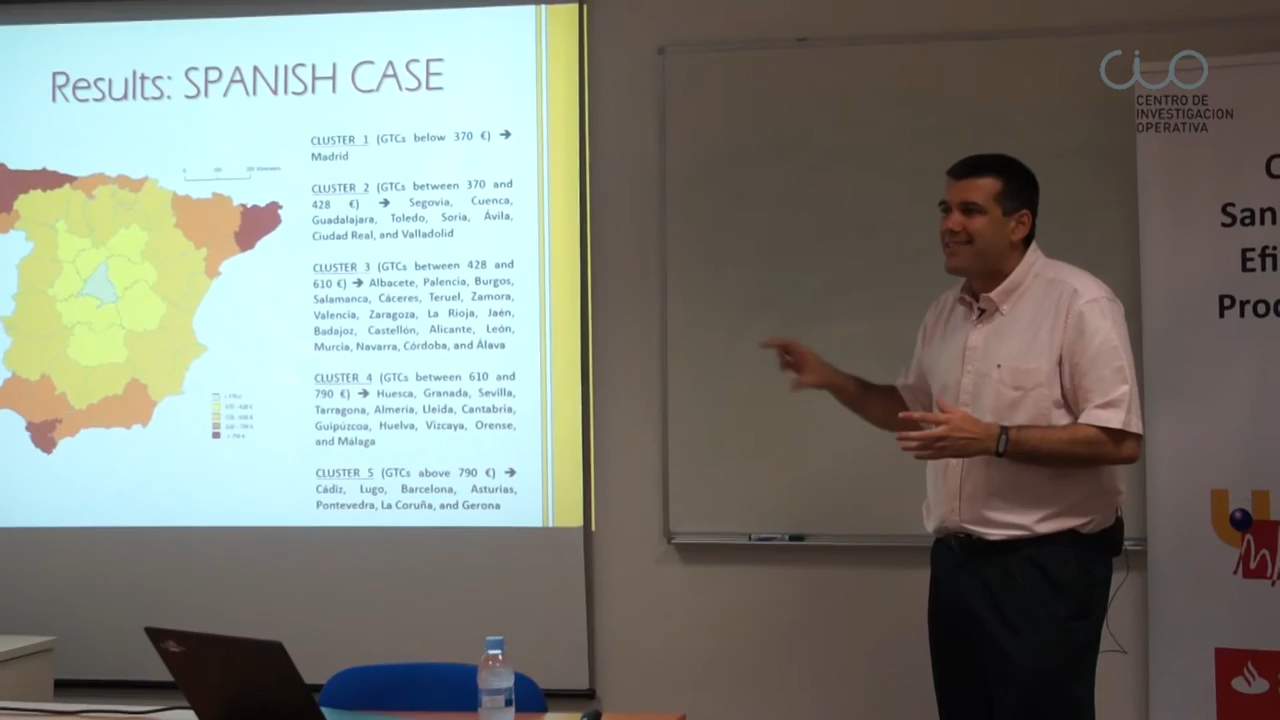 Results: SPANISH CASE
CLUSTER 1 (GTCs below 370 €) ➔
Madrid
CLUSTER 2 (GTCs between 370 and
428 €) ➔ Segovia, Cuenca,
Guadalajara, Toledo, Soria, Ávila,
Ciudad Real, and Valladolid
CLUSTER 3 (GTCs between 428 and
610 €) ➔ Albacete, Palencia, Burgos,
Salamanca, Cáceres, Teruel, Zamora,
Valencia, Zaragoza, La Rioja, Jaén,
Badajoz, Castellón, Alicante, León,
Murcia, Navarra, Córdoba, and Álava
CLUSTER 4 (GTCs between 610 and
790 €) ➔ Huesca, Granada, Sevilla,
Tarragona, Almería, Lleida, Cantabria,
Guipúzcoa, Huelva, Vizcaya, Orense,
and Málaga
CLUSTER 5 (GTCs above 790 €) ➔
Cádiz, Lugo, Barcelona, Asturias,
Pontevedra, La Coruña, and Gerona
CIO
CENTRO DE
INVESTIGACION
OPERATIVA
San
Efi